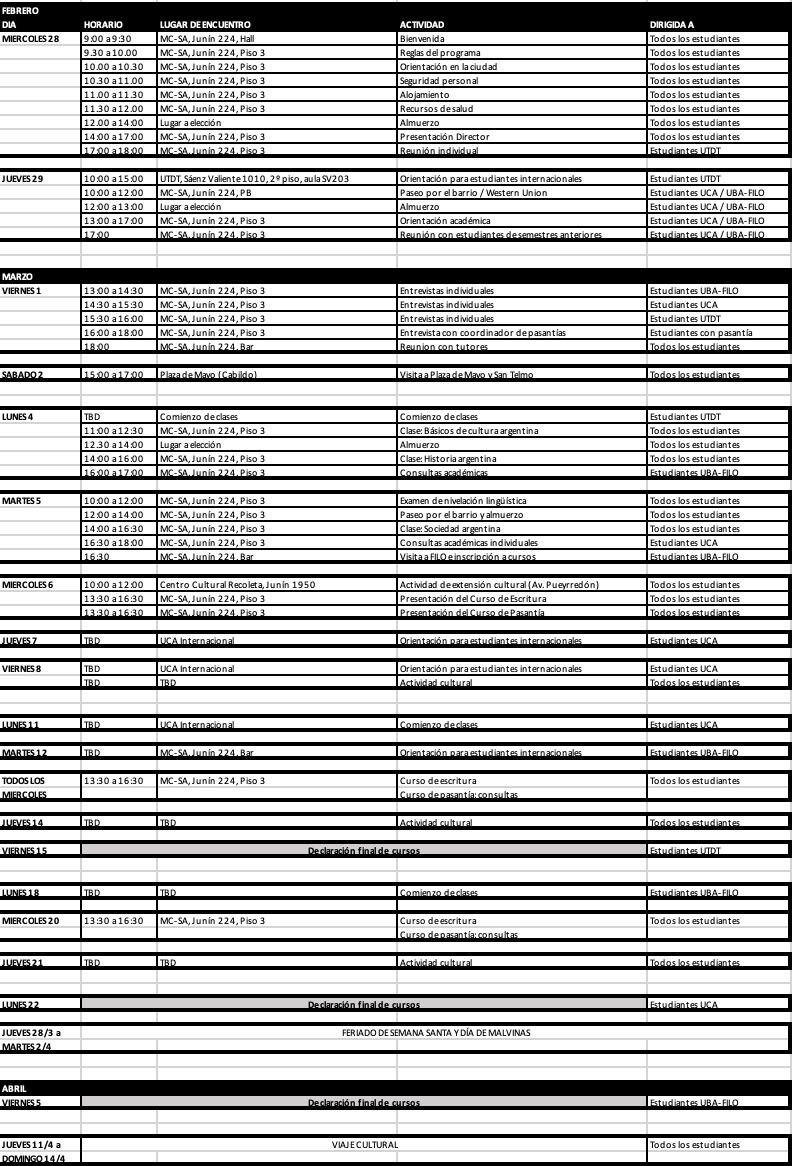 FEBRERO
DIA HORARIO LUGAR DE ENCUENTRO ACTIVIDAD DIRIGIDA A
MIERCOLES 28 9:00 a 9:30 MC-SA, Junín 224, Hall Bienvenida Todos los estudiantes
9.30 a 10.00 MC-SA, Junín 224, Piso 3 Reglas del programa Todos los estudiantes
10.00 a 10.30 MC-SA, Junín 224, Piso 3 Orientación en la ciudad Todos los estudiantes
10.30 a 11.00 MC-SA, Junín 224, Piso 3 Seguridad personal Todos los estudiantes
11.00 a 11.30 MC-SA, Junín 224, Piso 3 Alojamiento Todos los estudiantes
11.30 a 12.00 MC-SA, Junín 224, Piso 3 Recursos de salud Todos los estudiantes
12.00 a 14:00 Lugar a elección Almuerzo Todos los estudiantes
14:00 a 17:00 MC-SA, Junín 224, Piso 3 Presentación Director Todos los estudiantes
17:00 a 18:00 MC-SA, Junín 224, Piso 3 Reunión individual Estudiantes UTDT
JUEVES 29 10:00 a 15:00 UTDT, Sáenz Valiente 1010, 2º piso, aula SV203 Orientación para estudiantes internacionales Estudiantes UTDT
10:00 a 12:00 MC-SA, Junín 224, PB Paseo por el barrio / Western Union Estudiantes UCA / UBA-FILO
12:00 a 13:00 Lugar a elección Almuerzo Estudiantes UCA / UBA-FILO
13:00 a 17:00 MC-SA, Junín 224, Piso 3 Orientación académica Estudiantes UCA / UBA-FILO
17:00 MC-SA, Junín 224, Piso 3 Reunión con estudiantes de semestres anteriores Estudiantes UCA / UBA-FILO
MARZO
VIERNES 1 13:00 a 14:30 MC-SA, Junín 224, Piso 3 Entrevistas individuales Estudiantes UBA-FILO
14:30 a 15:30 MC-SA, Junín 224, Piso 3 Entrevistas individuales Estudiantes UCA
15:30 a 16:00 MC-SA, Junín 224, Piso 3 Entrevistas individuales Estudiantes UTDT
16:00 a 18:00 MC-SA, Junín 224, Piso 3 Entrevista con coordinador de pasantías Estudiantes con pasantía
18:00 MC-SA, Junín 224, Bar Reunion con tutores Todos los estudiantes
SABADO 2 15:00 a 17:00 Plaza de Mayo (Cabildo) Visita a Plaza de Mayo y San Telmo Todos los estudiantes
LUNES 4 TBD Comienzo de clases Comienzo de clases Estudiantes UTDT
11:00 a 12:30 MC-SA, Junín 224, Piso 3 Clase: Básicos de cultura argentina Todos los estudiantes
12.30 a 14:00 Lugar a elección Almuerzo Todos los estudiantes
14:00 a 16:00 MC-SA, Junín 224, Piso 3 Clase: Historia argentina Todos los estudiantes
16:00 a 17:00 MC-SA, Junín 224, Piso 3 Consultas académicas Estudiantes UBA-FILO
MARTES 5 10:00 a 12:00 MC-SA, Junín 224, Piso 3 Examen de nivelación lingüística Todos los estudiantes
12:00 a 14:00 MC-SA, Junín 224, Piso 3 Paseo por el barrio y almuerzo Todos los estudiantes
14:00 a 16:30 MC-SA, Junín 224, Piso 3 Clase: Sociedad argentina Todos los estudiantes
16:30 a 18:00 MC-SA, Junín 224, Piso 3 Consultas académicas individuales Estudiantes UCA
16:30 MC-SA, Junín 224, Bar Visita a FILO e inscripción a cursos Estudiantes UBA-FILO
MIERCOLES 6 10:00 a 12:00 Centro Cultural Recoleta, Junín 1950 Actividad de extensión cultural (Av. Pueyrredón) Todos los estudiantes
13:30 a 16:30 MC-SA, Junín 224, Piso 3 Presentación del Curso de Escritura Todos los estudiantes
13:30 a 16:30 MC-SA, Junín 224, Piso 3 Presentación del Curso de Pasantía Todos los estudiantes
JUEVES 7 TBD UCA Internacional Orientación para estudiantes internacionales Estudiantes UCA
VIERNES 8 TBD UCA Internacional Orientación para estudiantes internacionales Estudiantes UCA
TBD TBD Actividad cultural Todos los estudiantes
LUNES 11 TBD UCA Internacional Comienzo de clases Estudiantes UCA
MARTES 12 TBD MC-SA, Junín 224, Bar Orientación para estudiantes internacionales Estudiantes UBA-FILO
TODOS LOS 13:30 a 16:30 MC-SA, Junín 224, Piso 3 Curso de escritura Todos los estudiantes
MIERCOLES Curso de pasantía: consultas
JUEVES 14 TBD TBD Actividad cultural Todos los estudiantes
VIERNES 15 Declaración final de cursos Estudiantes UTDT
LUNES 18 TBD TBD Comienzo de clases Estudiantes UBA-FILO
MIERCOLES 20 13:30 a 16:30 MC-SA, Junín 224, Piso 3 Curso de escritura Todos los estudiantes
Curso de pasantía: consultas
JUEVES 21 TBD TBD Actividad cultural Todos los estudiantes
LUNES 22 Declaración final de cursos Estudiantes UCA
JUEVES 28/3 a FERIADO DE SEMANA SANTA Y DÍA DE MALVINAS
MARTES 2/4
ABRIL
VIERNES 5 Declaración final de cursos Estudiantes UBA-FILO
JUEVES 11/4 a VIAJE CULTURAL Todos los estudiantes
DOMINGO 14/4